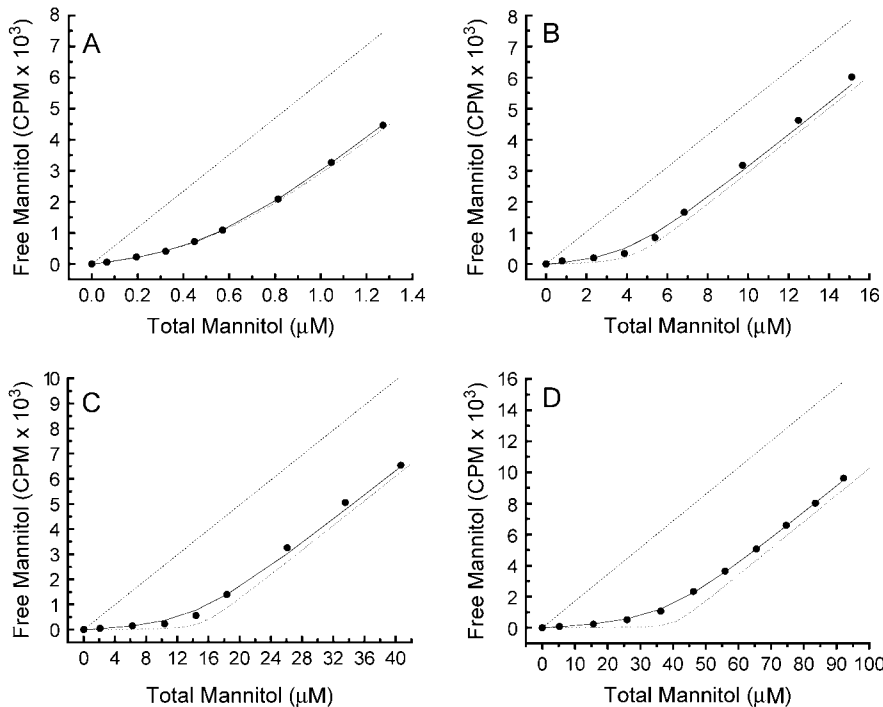 A
Free Mannitol (CPM x 10³)
8
7
6
5
4
3
2
1
0
0.0 0.2 0.4 0.6 0.8 1.0 1.2 1.4
Total Mannitol (μM)
B
Free Mannitol (CPM x 10³)
8
7
6
5
4
3
2
1
0
0 2 4 6 8 10 12 14 16
Total Mannitol (μM)
C
Free Mannitol (CPM x 10³)
10
9
8
7
6
5
4
3
2
1
0
0 4 8 12 16 20 24 28 32 36 40
Total Mannitol (μM)
D
Free Mannitol (CPM x 10³)
16
14
12
10
8
6
4
2
0
0 10 20 30 40 50 60 70 80 90 100
Total Mannitol (μM)